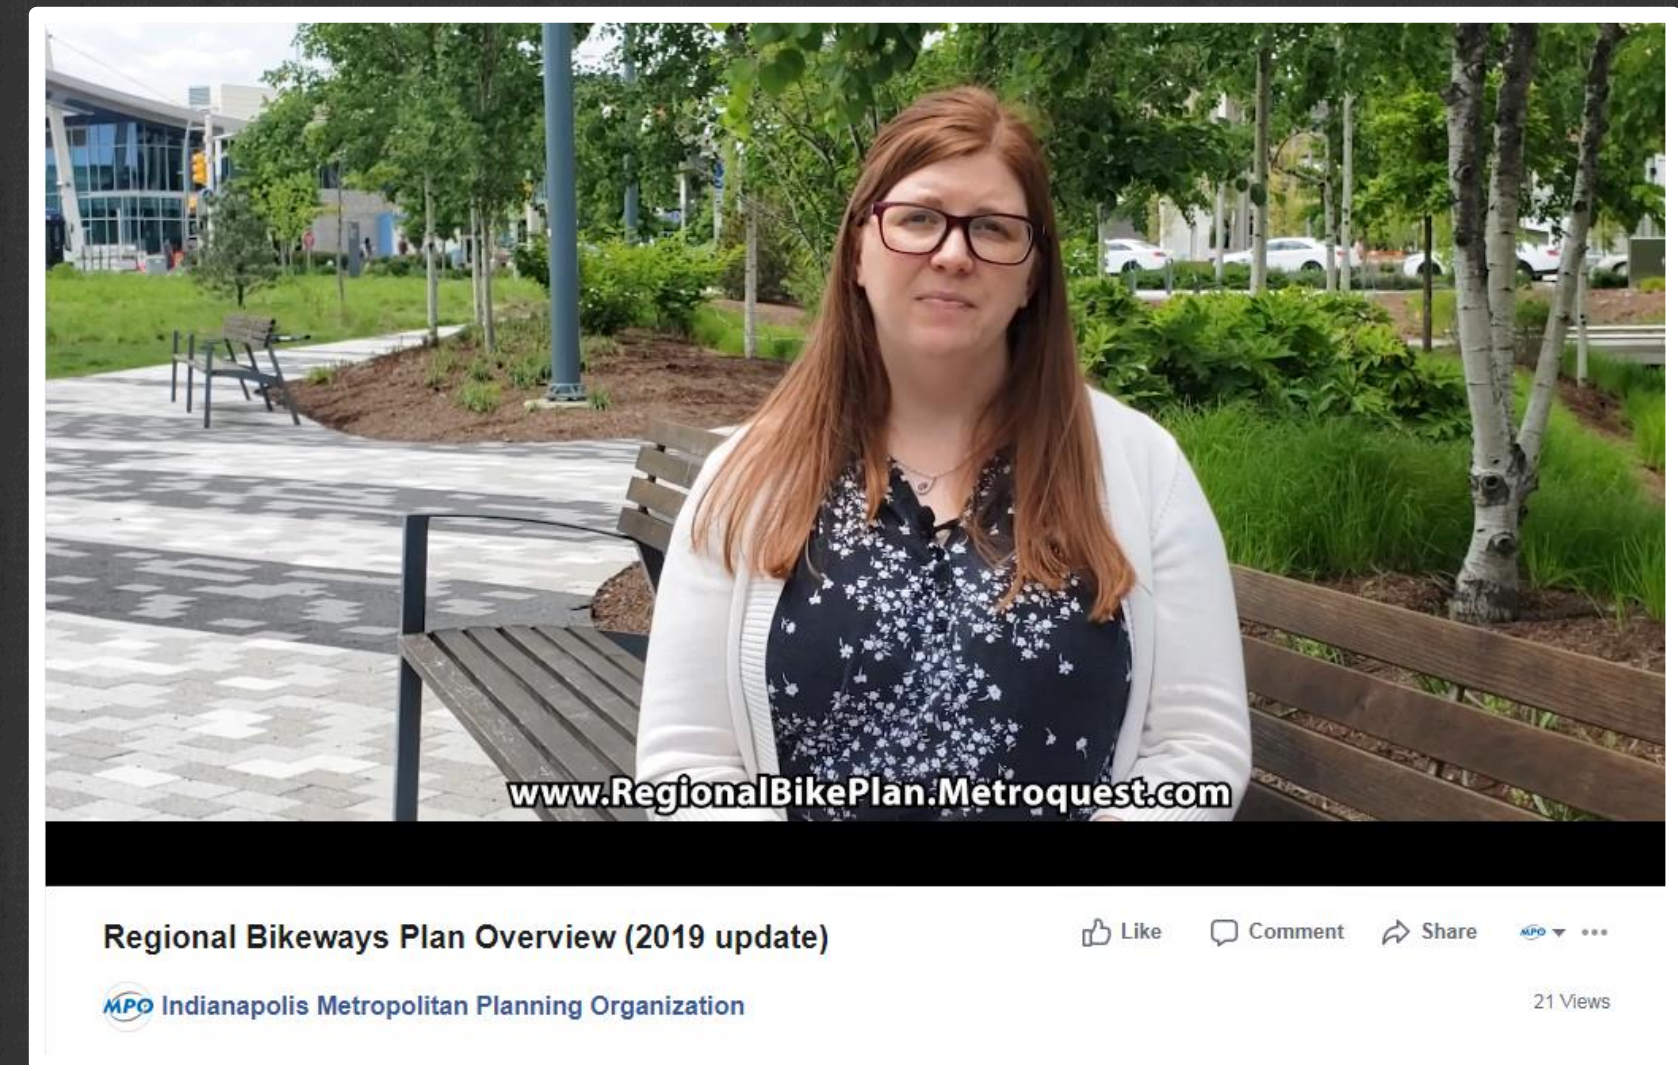 www.RegionalBikePlan.Metroquest.com
Regional Bikeways Plan Overview (2019 update)
Like
Comment
Share
MPO
MPO Indianapolis Metropolitan Planning Organization
21 Views